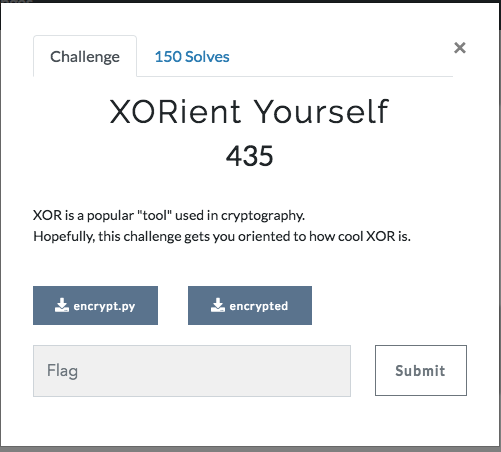 Challenge
150 Solves
×
XORient Yourself
435
XOR is a popular "tool" used in cryptography.
Hopefully, this challenge gets you oriented to how cool XOR is.
encrypt.py
encrypted
Flag
Submit